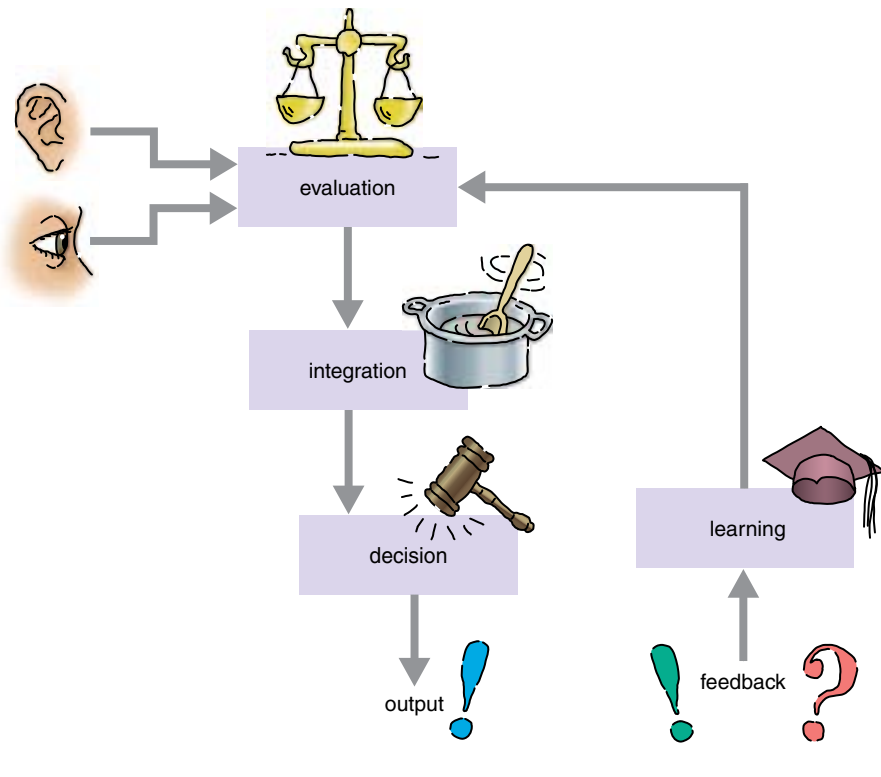 evaluation
integration
decision
learning
output
feedback